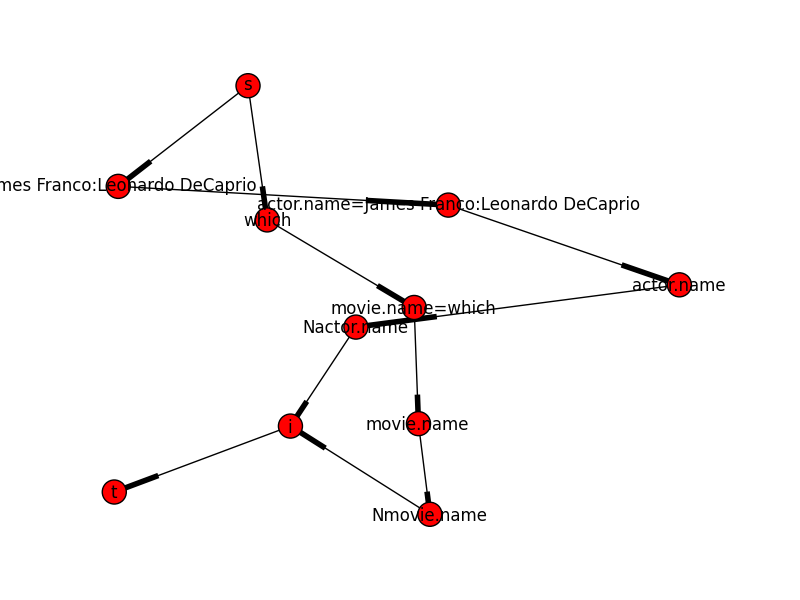 s
mes Franco:Leonardo DeCaprio
actor.name=James Franco:Leonardo DeCaprio
which
actor.name
movie.name=which
Nactor.name
movie.name
i
t
Nmovie.name